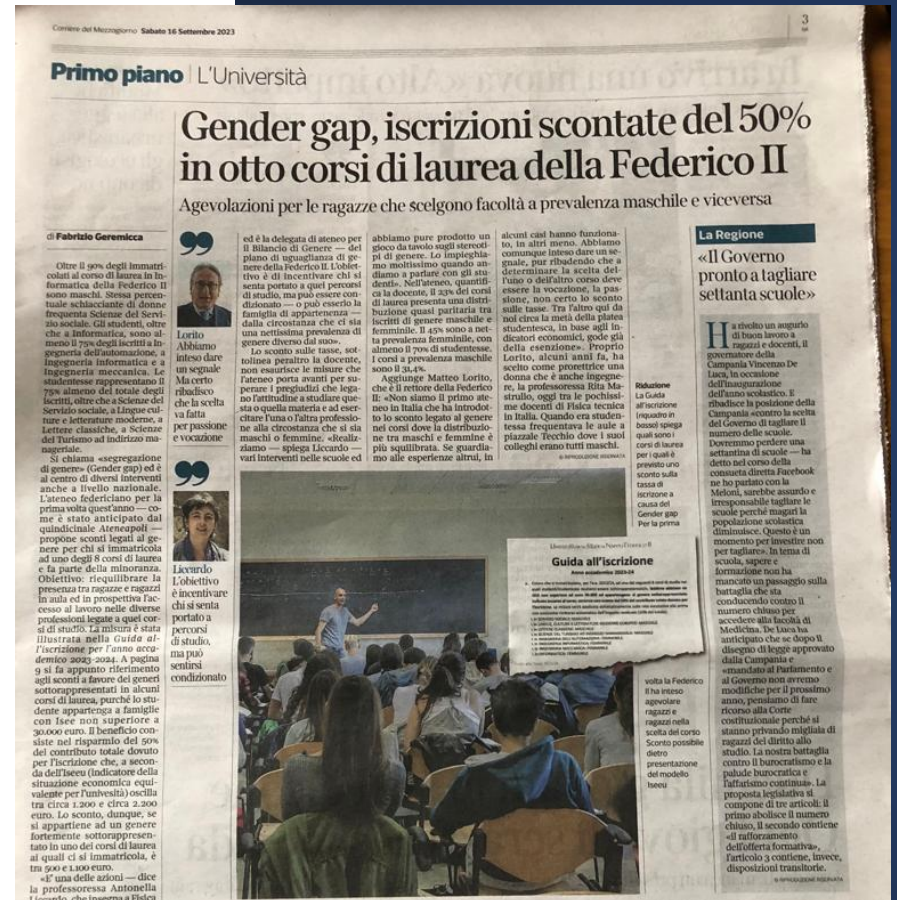 Corriere del Mezzogiorno Sabato 16 Settembre 2023
3
Primo piano | L'Università
Gender gap, iscrizioni scontate del 50%
in otto corsi di laurea della Federico II
Agevolazioni per le ragazze che scelgono facoltà a prevalenza maschile e viceversa
di Fabrizio Geremicca
Oltre il 90% degli immatri-
colati al corso di laurea in In-
formatica della Federico II
sono maschi. Stessa percen-
tuale schiacciante di donne
frequenta Scienze del Servi-
zio sociale. Gli studenti, oltre
che a Informatica, sono al-
meno il 75% degli iscritti a In-
gegneria dell'automazione, a
Ingegneria informatica e a
Ingegneria meccanica. Le
studentesse rappresentano il
75% almeno del totale degli
iscritti, oltre che a Scienze del
Servizio sociale, a Lingue cul-
ture e letterature moderne, a
Lettere classiche, a Scienze
del Turismo ad indirizzo ma-
nageriale.
Si chiama «segregazione
di genere» (Gender gap) ed è
al centro di diversi interventi
anche a livello nazionale.
L'ateneo federiciano per la
prima volta quest'anno — co-
me è stato anticipato dal
quindicinale Ateneapoli —
propone sconti legati al ge-
nere per chi si immatricola
ad uno degli 8 corsi di laurea
e fa parte della minoranza.
Obiettivo: riequilibrare la
presenza tra ragazze e ragazzi
in aula ed in prospettiva l'ac-
cesso al lavoro nelle diverse
professioni legate a quei cor-
si di studio. La misura è stata
illustrata nella Guida al-
l'iscrizione per l'anno acca-
demico 2023-2024. A pagina
9 si fa appunto riferimento
agli sconti a favore dei generi
sottorappresentati in alcuni
corsi di laurea, purché lo stu-
dente appartenga a famiglie
con Isee non superiore a
30.000 euro. Il beneficio con-
siste nel risparmio del 50%
del contributo totale dovuto
per l'iscrizione che, a secon-
da dell'Iseeu (indicatore della
situazione economica equi-
valente per l'univesità) oscilla
tra circa 1.200 e circa 2.200
euro. Lo sconto, dunque, se
si appartiene ad un genere
fortemente sottorappresen-
tato in uno dei corsi di laurea
ai quali ci si immatricola, è
tra 500 e 1.100 euro.
«E' una delle azioni — dice
la professoressa Antonella
Liccardo, che insegna a Fisica
Lorito
Abbiamo
inteso dare
un segnale
Ma certo
ribadisco
che la scelta
va fatta
per passione
e vocazione
Liccardo
L'obiettivo
è incentivare
chi si senta
portato a
percorsi
di studio,
ma può
sentirsi
condizionato
ed è la delegata di ateneo per
il Bilancio di Genere — del
piano di uguaglianza di ge-
nere della Federico II. L'obiet-
tivo è di incentivare chi si
senta portato a quei percorsi
di studio, ma può essere con-
dizionato — o può esserlo la
famiglia di appartenenza —
dalla circostanza che ci sia
una nettissima prevalenza di
genere diverso dal suo».
Lo sconto sulle tasse, sot-
tolinea peraltro la docente,
non esaurisce le misure che
l'ateneo porta avanti per su-
perare i pregiudizi che lega-
no l'attitudine a studiare que-
sta o quella materia e ad eser-
citare l'una o l'altra professio-
ne alla circostanza che si sia
maschi o femmine. «Realiz-
ziamo — spiega Liccardo —
vari interventi nelle scuole ed
abbiamo pure prodotto un
gioco da tavolo sugli stereoti-
pi di genere. Lo impieghia-
mo moltissimo quando an-
diamo a parlare con gli stu-
denti». Nell'ateneo, quantifi-
ca la docente, il 23% dei corsi
di laurea presenta una distri-
buzione quasi paritaria tra
iscritti di genere maschile e
femminile. Il 45% sono a net-
ta prevalenza femminile, con
almeno il 70% di studentesse.
I corsi a prevalenza maschile
sono il 31,4%.
Aggiunge Matteo Lorito,
che è il rettore della Federico
II: «Non siamo il primo ate-
neo in Italia che ha introdot-
to lo sconto legato al genere
nei corsi dove la distribuzio-
ne tra maschi e femmine è
più squilibrata. Se guardia-
mo alle esperienze altrui, in
alcuni casi hanno funziona-
to, in altri meno. Abbiamo
comunque inteso dare un se-
gnale, pur ribadendo che a
determinare la scelta del-
l'uno o dell'altro corso deve
essere la vocazione, la pas-
sione, non certo lo sconto
sulle tasse. Tra l'altro qui da
noi circa la metà della platea
studentesca, in base agli in-
dicatori economici, gode già
della esenzione». Proprio
Lorito, alcuni anni fa, ha
scelto come prorettrice una
donna che è anche ingegne-
re, la professoressa Rita Ma-
strullo, oggi tra le pochissi-
me docenti di Fisica tecnica
in Italia. Quando era studen-
tessa frequentava le aule a
piazzale Tecchio dove i suoi
colleghi erano tutti maschi.
© RIPRODUZIONE RISERVATA
Riduzione
La Guida
all'iscrizione
(riquadro in
basso) spiega
quali sono i
corsi di laurea
per i quali è
previsto uno
sconto sulla
tassa di
iscrizone a
causa del
Gender gap
Per la prima
volta la Federico
II ha inteso
agevolare
ragazzi e
ragazzi nella
scelta del corso
Sconto possibile
dietro
presentazione
del modello
Iseeu
Guida all'iscrizione
Anno accademico 2023-24
La Regione
«Il Governo
pronto a tagliare
settanta scuole»
Ha rivolto un augurio
di buon lavoro a
ragazzi e docenti, il
governatore della
Campania Vincenzo De
Luca, in occasione
dell'inaugurazione
dell'anno scolastico. E
ribadisce la posizione della
Campania «contro la scelta
del Governo di tagliare il
numero delle scuole.
Dovremmo perdere una
settantina di scuole — ha
detto nel corso della
consueta diretta Facebook
ne ho parlato con la
Meloni, sarebbe assurdo e
irresponsabile tagliare le
scuole perché magari la
popolazione scolastica
diminuisce. Questo è un
momento per investire non
per tagliare». In tema di
scuola, sapere e
formazione non ha
mancato un passaggio sulla
battaglia che sta
conducendo contro il
numero chiuso per
accedere alla facoltà di
Medicina. De Luca ha
anticipato che se dopo il
disegno di legge approvato
dalla Campania e
«mandato al Parlamento e
al Governo non avremo
modifiche per il prossimo
anno, pensiamo di fare
ricorso alla Corte
costituzionale perché si
stanno privando migliaia di
ragazzi del diritto allo
studio. La nostra battaglia
contro il burocratismo e la
palude burocratica e
l'affarismo continua». La
proposta legislativa si
compone di tre articoli: il
primo abolisce il numero
chiuso, il secondo contiene
«il rafforzamento
dell'offerta formativa»,
l'articolo 3 contiene, invece,
disposizioni transitorie.
© RIPRODUZIONE RISERVATA